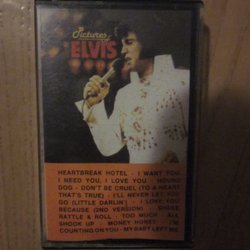 Pictures
of ELVIS
HEARTBREAK HOTEL - I WANT YOU,
I NEED YOU, I LOVE YOU - HOUND
DOG - DON'T BE CRUEL (TO A HEART
THAT'S TRUE) - I'LL NEVER LET YOU
GO (LITTLE DARLIN') - I LOVE YOU
BECAUSE (2ND VERSION) - SHAKE,
RATTLE & ROLL - TOO MUCH - ALL
SHOOK UP - MONEY HONEY - I'M
COUNTING ON YOU - MY BABY LEFT ME